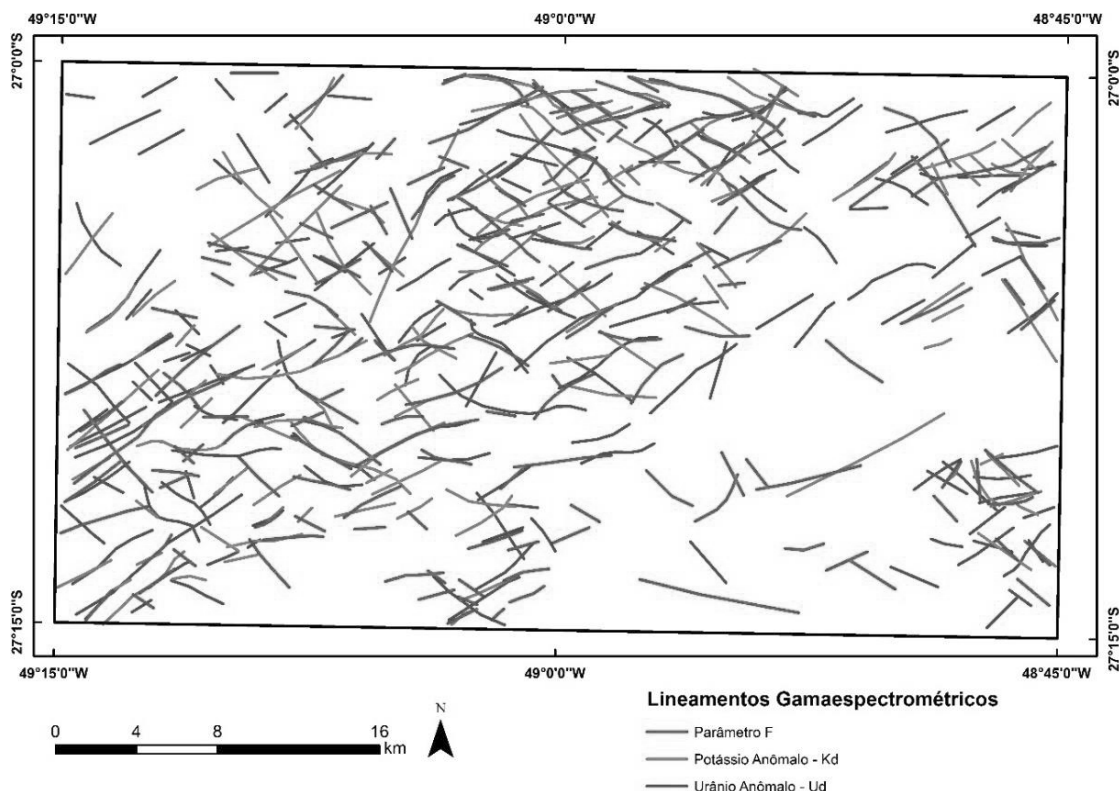 49°15'0"W 49°0'0"W 48°45'0"W
27°0'0"S
27°0'0"S
27°15'0"S
27°15'0"S
49°15'0"W 49°0'0"W 48°45'0"W
0 4 8 16
km
N
Lineamentos Gamaespectrométricos
Parâmetro F
Potássio Anômalo - Kd
Urânio Anômalo - Ud